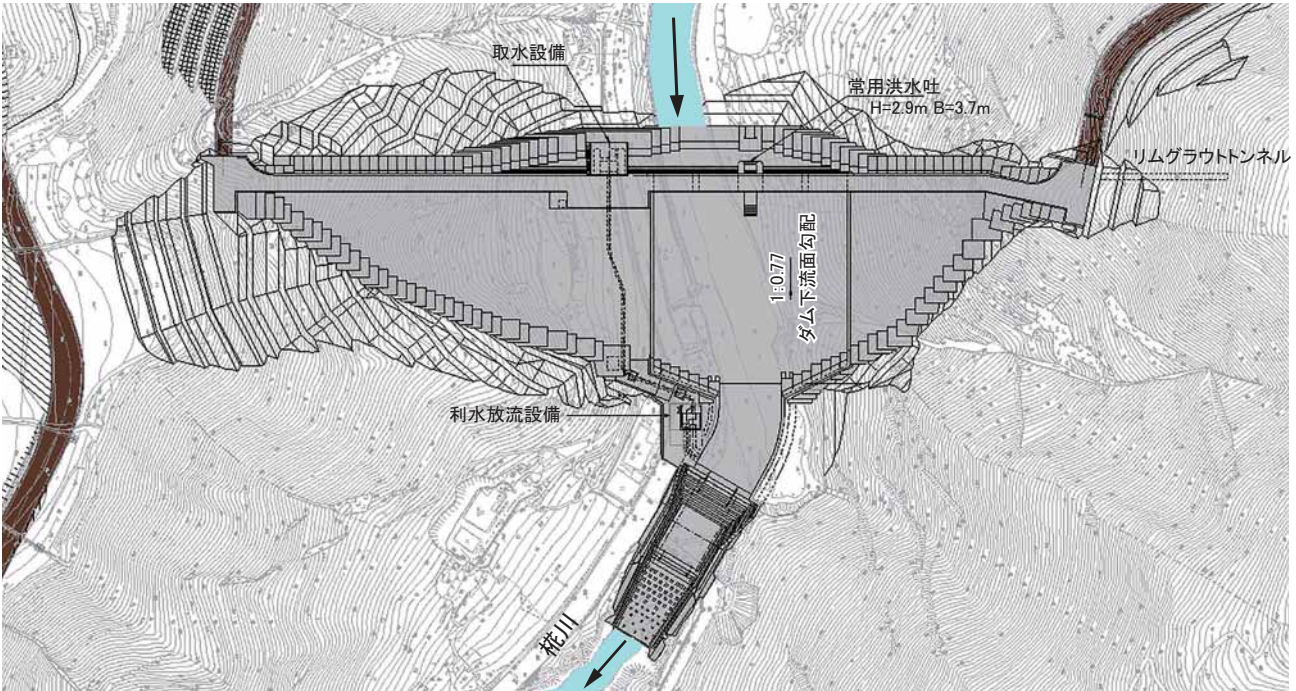 取水設備
常用洪水吐
H=2.9m B=3.7m
リムグラウトトンネル
1:0.77
ダム下流面勾配
利水放流設備
椛川